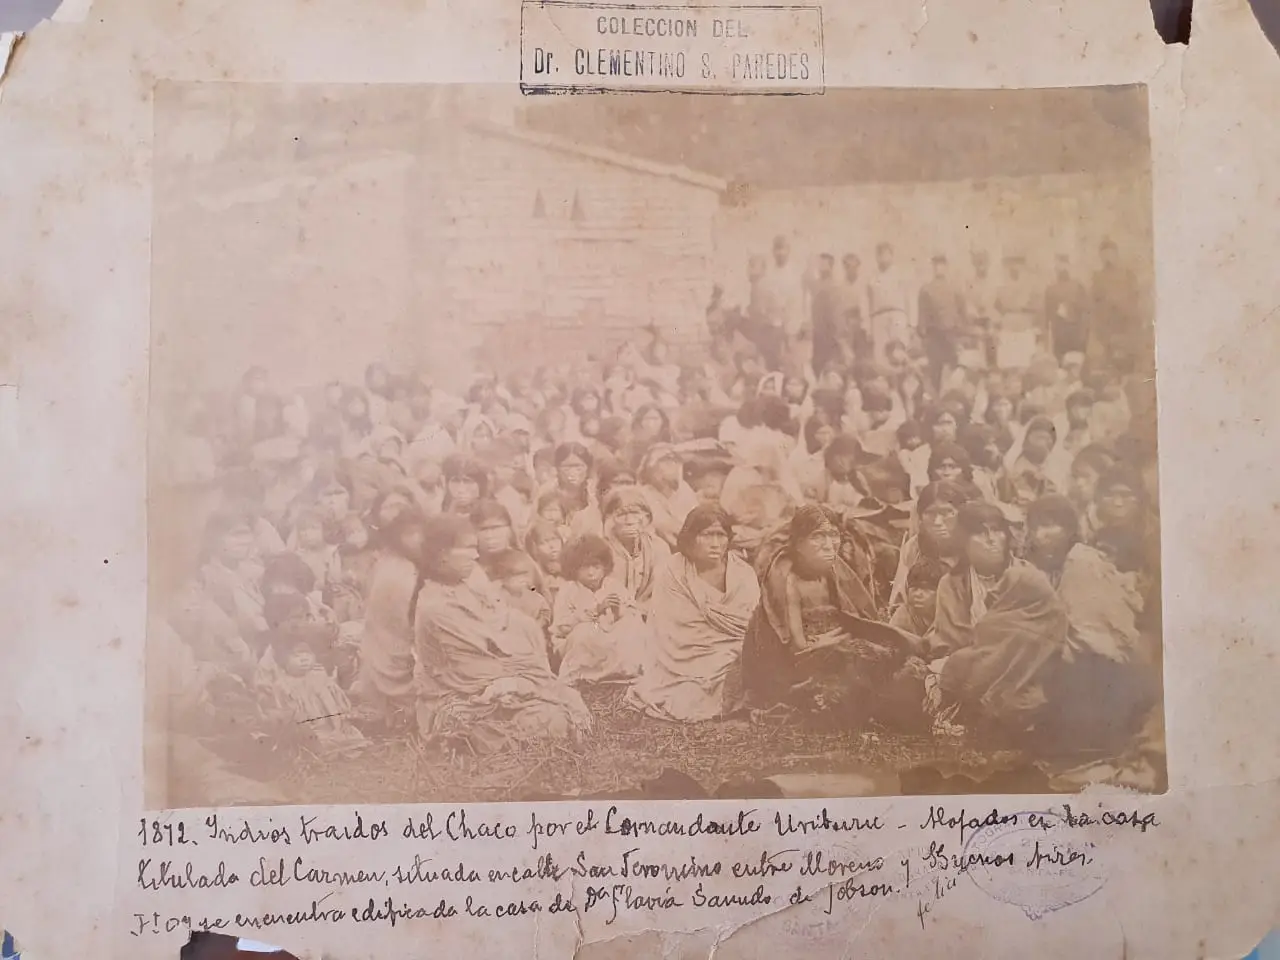 COLECCION DEL
Dr. CLEMENTINO S. PAREDES
1872. Indios traidos del Chaco por el Comandante Uriburu - Alojados en la casa
titulada del Carmen, situada en calle San Jeronimo entre Moreno y Buenos Aires.
Hoy se encuentra edificada la casa de Dª Flavia Sañudo de Jobson.